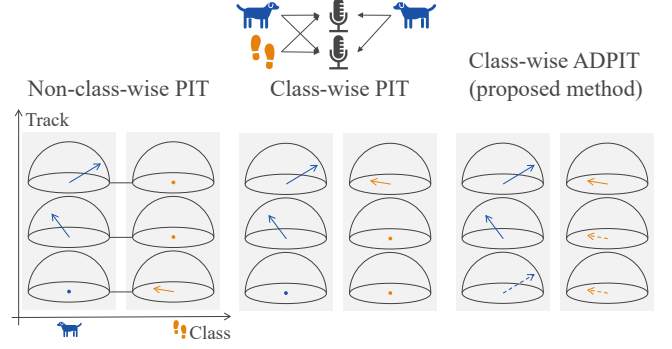 Non-class-wise PIT
Class-wise PIT
Class-wise ADPIT
(proposed method)
Track
Class